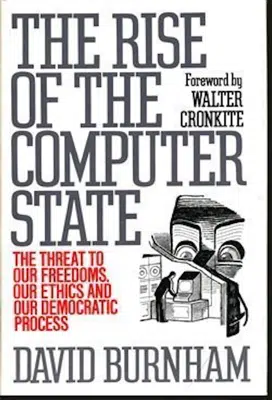 THE RISE
OF THE
COMPUTER
STATE
Foreword by
WALTER
CRONKITE
THE THREAT TO
OUR FREEDOMS,
OUR ETHICS AND
OUR DEMOCRATIC
PROCESS
DAVID BURNHAM